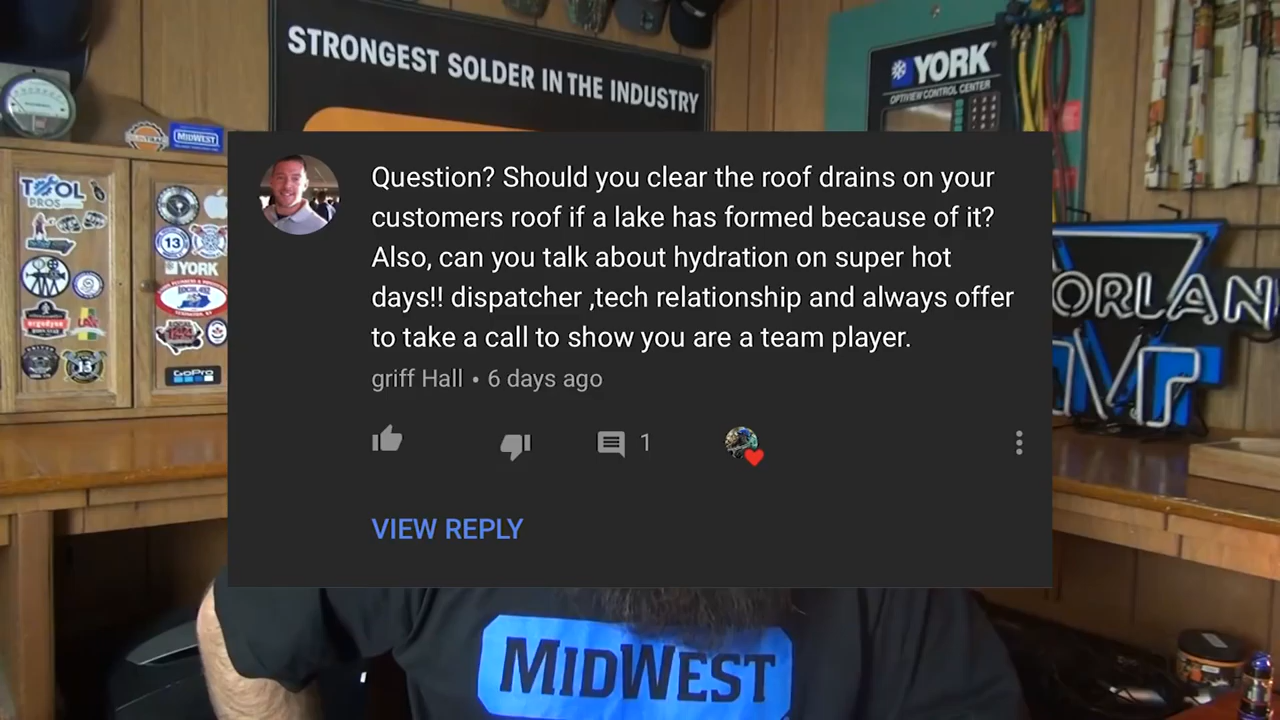 STRONGEST SOLDER IN THE INDUSTRY
YORK
OPTIVIEW CONTROL CENTER
MIDWEST
TOOL
PROS
13
YORK
ergodyne
GoPro
13
ORLAN
Question? Should you clear the roof drains on your
customers roof if a lake has formed because of it?
Also, can you talk about hydration on super hot
days!! dispatcher ,tech relationship and always offer
to take a call to show you are a team player.
griff Hall • 6 days ago
1
VIEW REPLY
MIDWEST